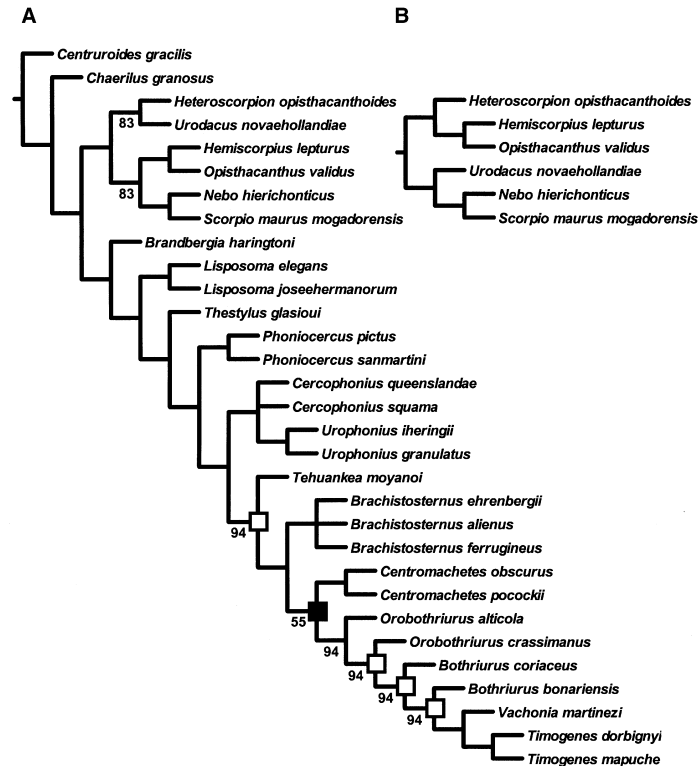 A
B
Centruroides gracilis
Chaerilus granosus
Heteroscorpion opisthacanthoides
83
Urodacus novaehollandiae
Hemiscorpius lepturus
Opisthacanthus validus
83
Nebo hierichonticus
Scorpio maurus mogadorensis
Heteroscorpion opisthacanthoides
Hemiscorpius lepturus
Opisthacanthus validus
Urodacus novaehollandiae
Nebo hierichonticus
Scorpio maurus mogadorensis
Brandbergia haringtoni
Lisposoma elegans
Lisposoma joseehermanorum
Thestylus glasioui
Phoniocercus pictus
Phoniocercus sanmartini
Cercophonius queenslandae
Cercophonius squama
Urophonius iheringii
Urophonius granulatus
Tehuankea moyanoi
94
Brachistosternus ehrenbergii
Brachistosternus alienus
Brachistosternus ferrugineus
Centromachetes obscurus
Centromachetes pocockii
55
Orobothriurus alticola
94
Orobothriurus crassimanus
94
Bothriurus coriaceus
94
Bothriurus bonariensis
94
Vachonia martinezi
Timogenes dorbignyi
Timogenes mapuche